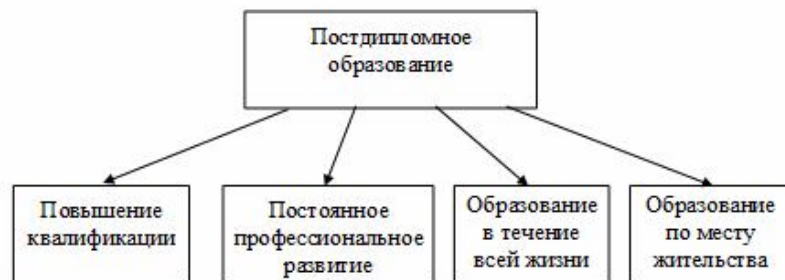 Постдипломное
образование
Повышение
квалификации
Постоянное
профессиональное
развитие
Образование
в течение
всей жизни
Образование
по месту
жительства